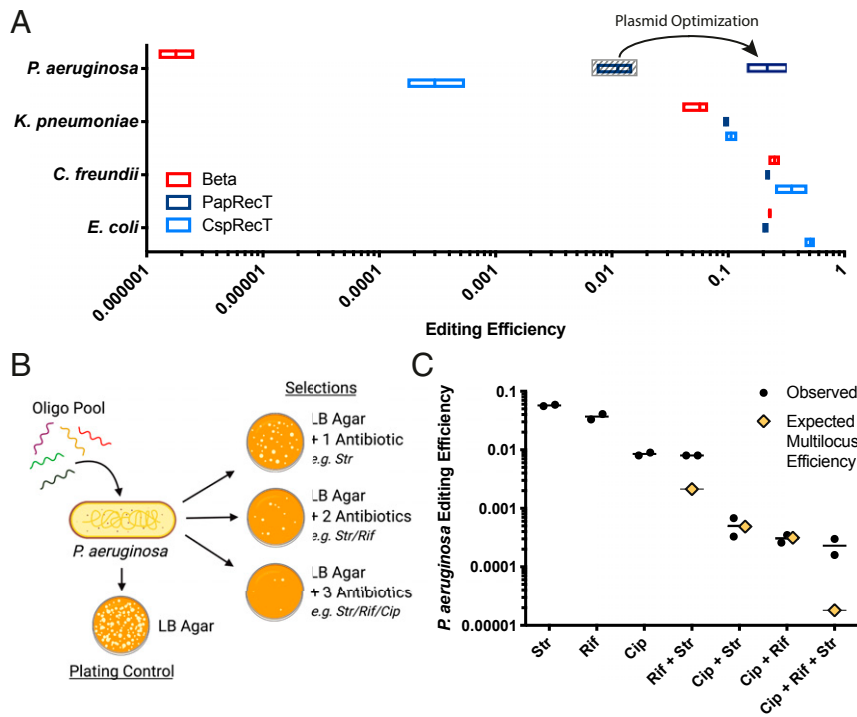 A
Plasmid Optimization
P. aeruginosa
K. pneumoniae
C. freundii
E. coli
Beta
PapRecT
CspRecT
0.000001
0.00001
0.0001
0.001
0.01
0.1
1
Editing Efficiency
B
Oligo Pool
P. aeruginosa
LB Agar
Plating Control
Selections
LB Agar
+ 1 Antibiotic
e.g. Str
LB Agar
+ 2 Antibiotics
e.g. Str/Rif
LB Agar
+ 3 Antibiotics
e.g. Str/Rif/Cip
C
P. aeruginosa Editing Efficiency
0.1
0.01
0.001
0.0001
0.00001
Observed
Expected
Multilocus
Efficiency
Str
Rif
Cip
Rif + Str
Cip + Str
Cip + Rif
Cip + Rif + Str